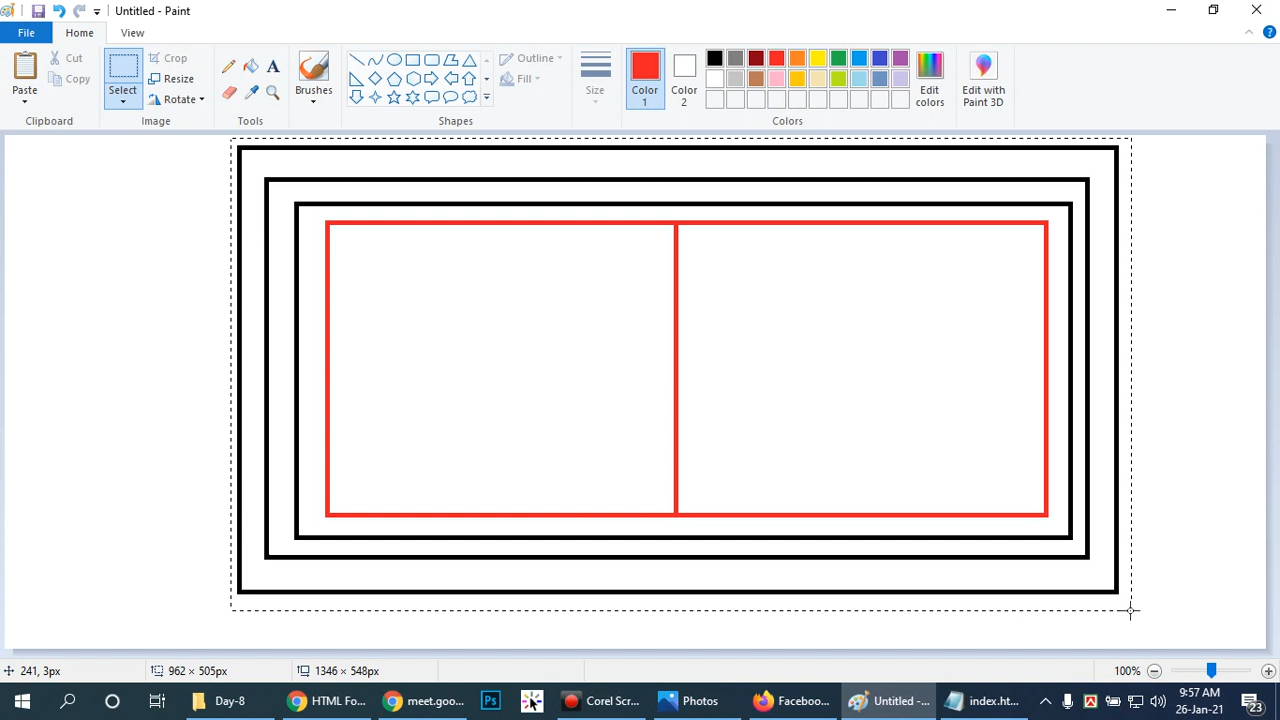 Untitled - Paint
File
Home
View
Paste
Cut
Copy
Clipboard
Select
Crop
Resize
Rotate
Image
A
Tools
Brushes
Outline
Fill
Shapes
Size
Color 1
Color 2
Edit colors
Colors
Edit with Paint 3D
241, 3px
962 × 505px
1346 × 548px
100%
Day-8
HTML Fo...
meet.goo...
Ps
Corel Scr...
Photos
Faceboo...
Untitled -...
index.ht...
9:57 AM
26-Jan-21
23